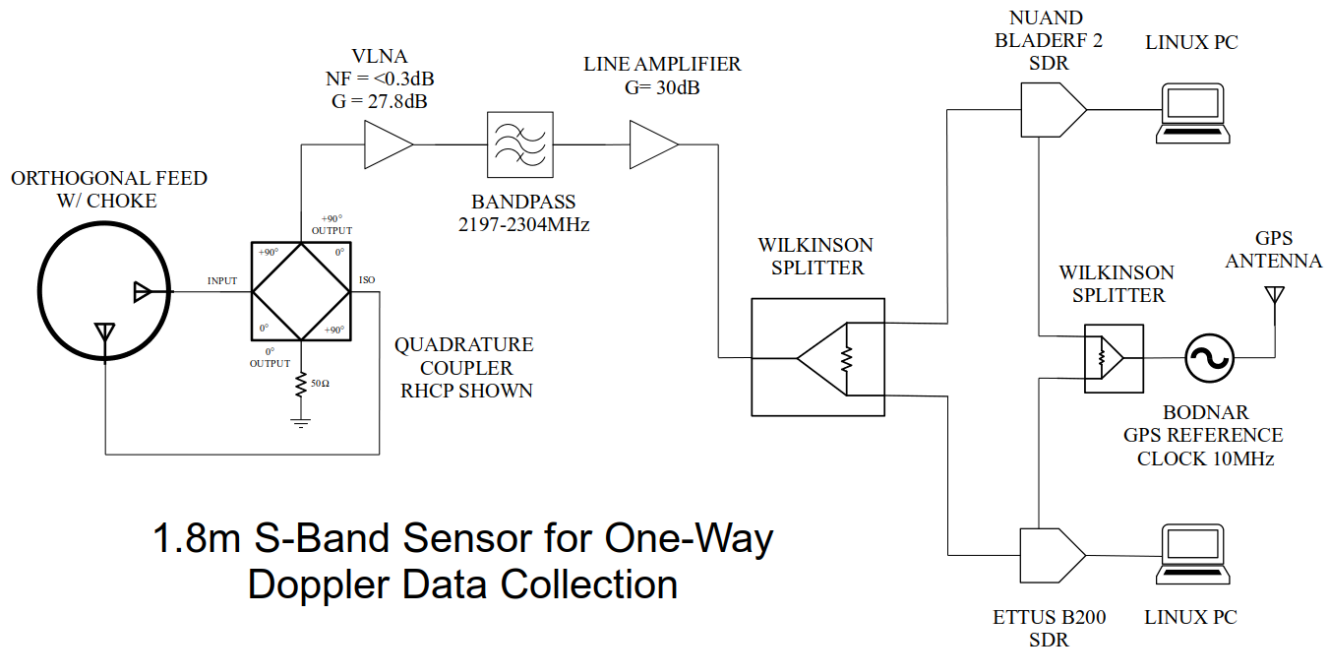 NUAND
BLADERF 2
SDR
LINUX PC
VLNA
NF = <0.3dB
G = 27.8dB
LINE AMPLIFIER
G= 30dB
ORTHOGONAL FEED
W/ CHOKE
BANDPASS
2197-2304MHz
+90°
OUTPUT
+90°
0°
INPUT
ISO
0°
+90°
0°
OUTPUT
50Ω
QUADRATURE
COUPLER
RHCP SHOWN
WILKINSON
SPLITTER
WILKINSON
SPLITTER
GPS
ANTENNA
BODNAR
GPS REFERENCE
CLOCK 10MHz
1.8m S-Band Sensor for One-Way
Doppler Data Collection
ETTUS B200
SDR
LINUX PC